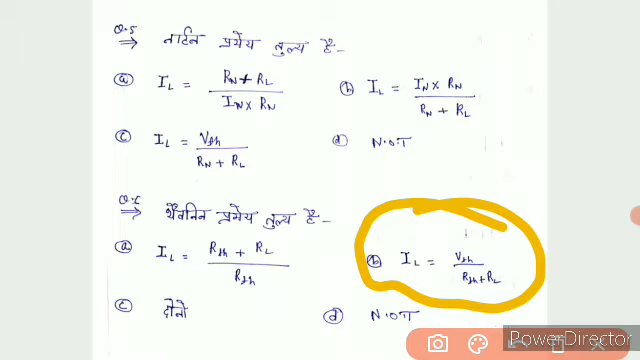 Q.5
⇒ नार्टन प्रमेय तुल्य है -
ⓐ I_L = (R_N + R_L) / (I_N × R_N)
ⓑ I_L = (I_N × R_N) / (R_N + R_L)
ⓒ I_L = V_th / (R_N + R_L)
ⓓ N.O.T
Q.6
⇒ थेवनिन प्रमेय तुल्य है -
ⓐ I_L = (R_th + R_L) / R_th
ⓑ I_L = V_th / (R_th + R_L)
ⓒ दोनो
ⓓ N.O.T
PowerDirector